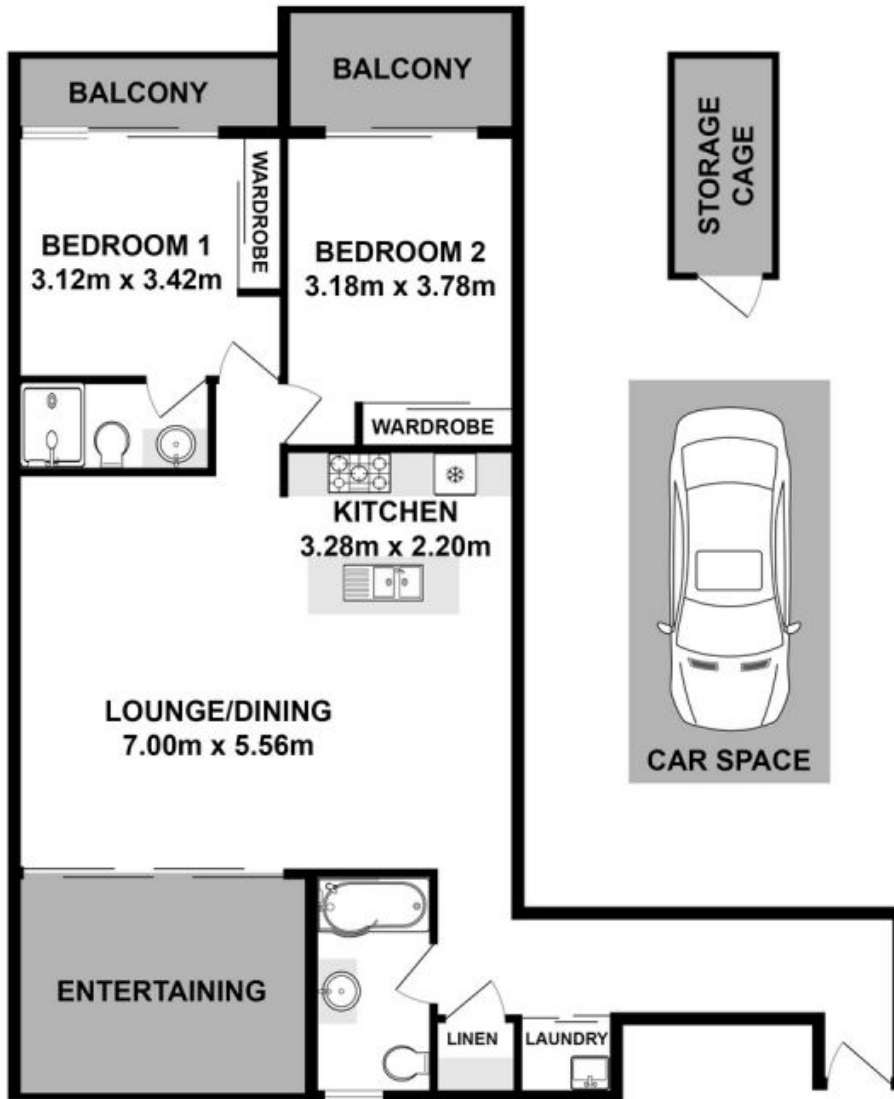 BALCONY
BALCONY
STORAGE
CAGE
WARDROBE
BEDROOM 1
3.12m x 3.42m
BEDROOM 2
3.18m x 3.78m
WARDROBE
KITCHEN
3.28m x 2.20m
LOUNGE/DINING
7.00m x 5.56m
CAR SPACE
ENTERTAINING
LINEN
LAUNDRY